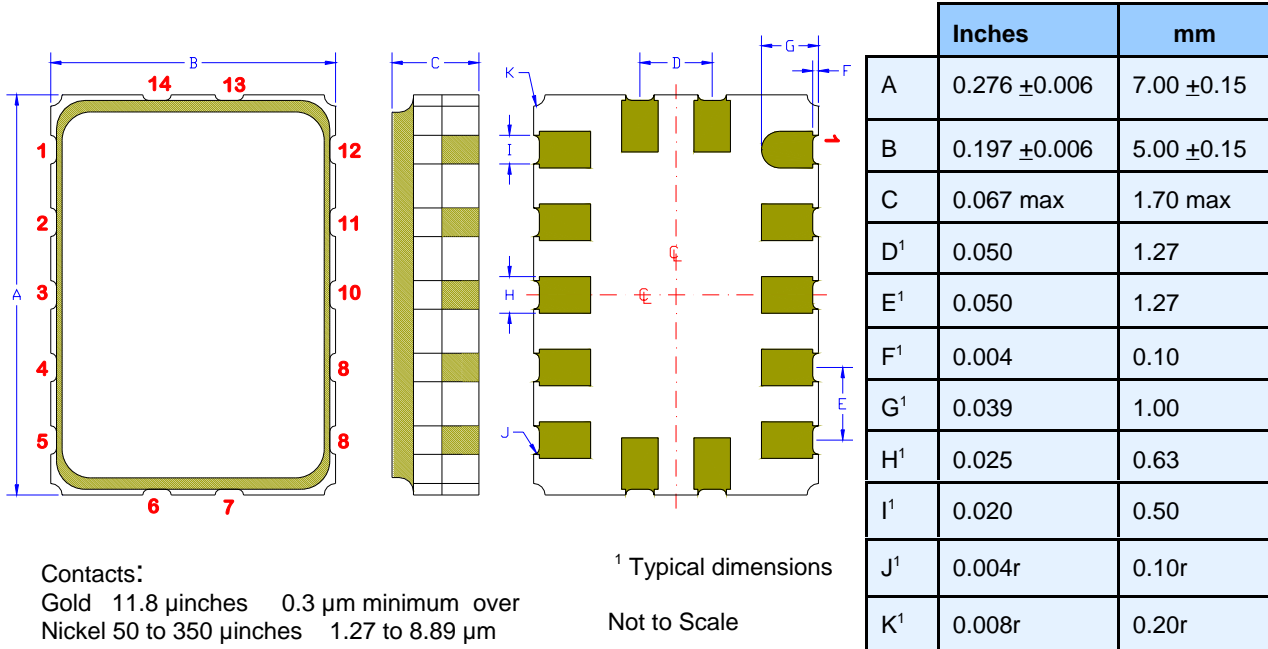 B
14 13
1 12
2 11
3 10
4 8
5 8
6 7
A
C
K
D
G
F
I
1
H
E
J
℄
℄
Inches mm
A 0.276 ±0.006 7.00 ±0.15
B 0.197 ±0.006 5.00 ±0.15
C 0.067 max 1.70 max
D¹ 0.050 1.27
E¹ 0.050 1.27
F¹ 0.004 0.10
G¹ 0.039 1.00
H¹ 0.025 0.63
I¹ 0.020 0.50
J¹ 0.004r 0.10r
K¹ 0.008r 0.20r
Contacts:
Gold 11.8 µinches 0.3 µm minimum over
Nickel 50 to 350 µinches 1.27 to 8.89 µm
¹ Typical dimensions
Not to Scale